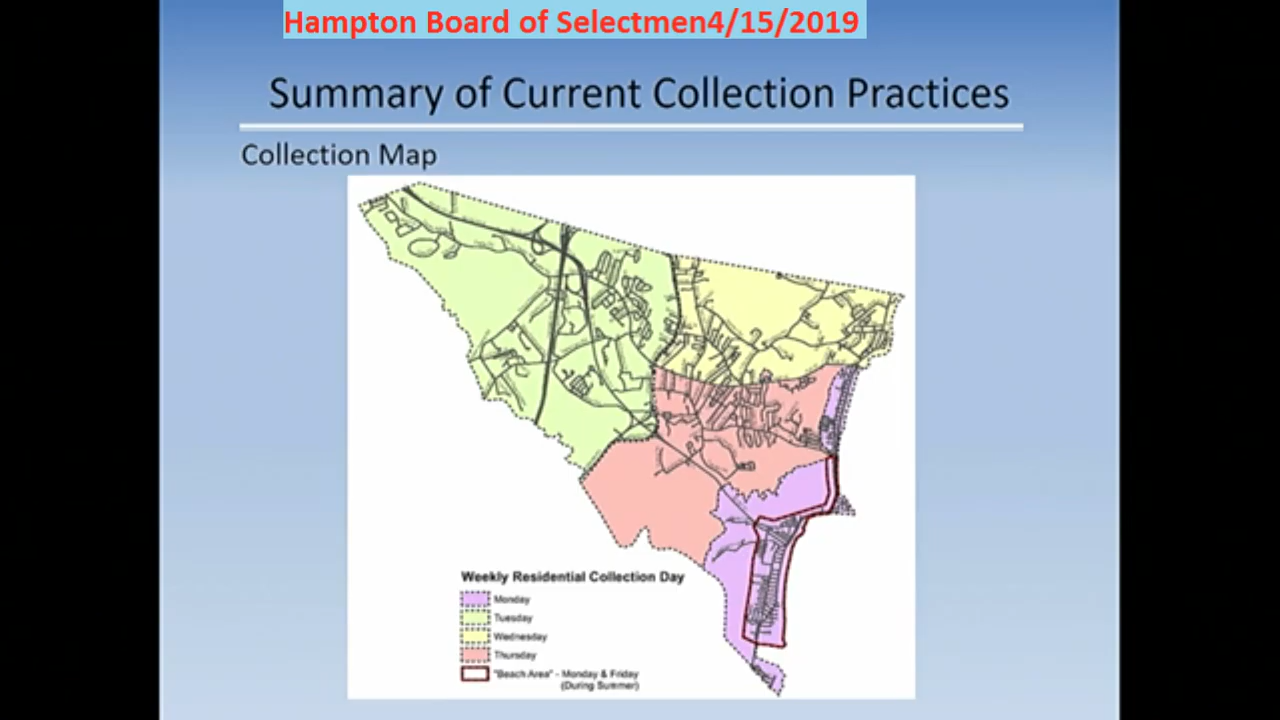 Hampton Board of Selectmen4/15/2019
Summary of Current Collection Practices
Collection Map
Weekly Residential Collection Day
Monday
Tuesday
Wednesday
Thursday
"Beach Area" - Monday & Friday
(During Summer)